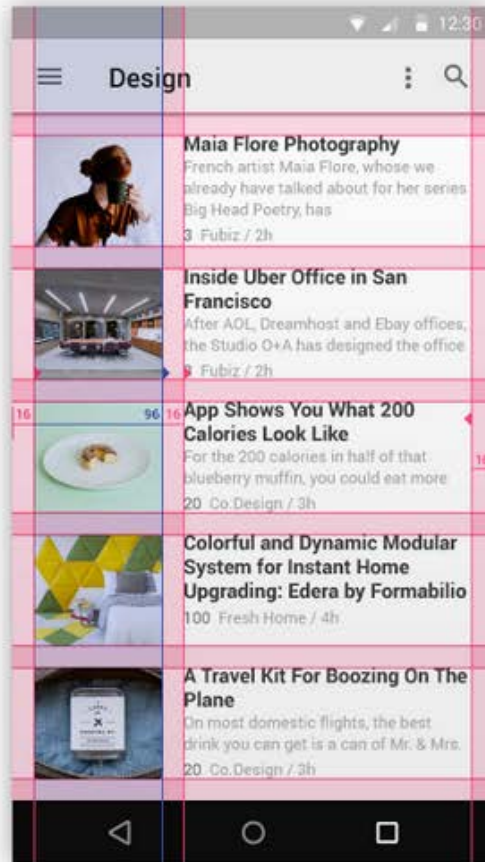 12:30
Design
Maia Flore Photography
French artist Maia Flore, whose we
already have talked about for her series
Big Head Poetry, has
3 Fubiz / 2h
Inside Uber Office in San
Francisco
After AOL, Dreamhost and Ebay offices,
the Studio O+A has designed the office
Fubiz / 2h
16 96 16
App Shows You What 200
Calories Look Like
For the 200 calories in half of that
blueberry muffin, you could eat more
20 Co.Design / 3h
16
Colorful and Dynamic Modular
System for Instant Home
Upgrading: Edera by Formabilio
100 Fresh Home / 4h
A Travel Kit For Boozing On The
Plane
On most domestic flights, the best
drink you can get is a can of Mr. & Mrs.
20 Co.Design / 3h